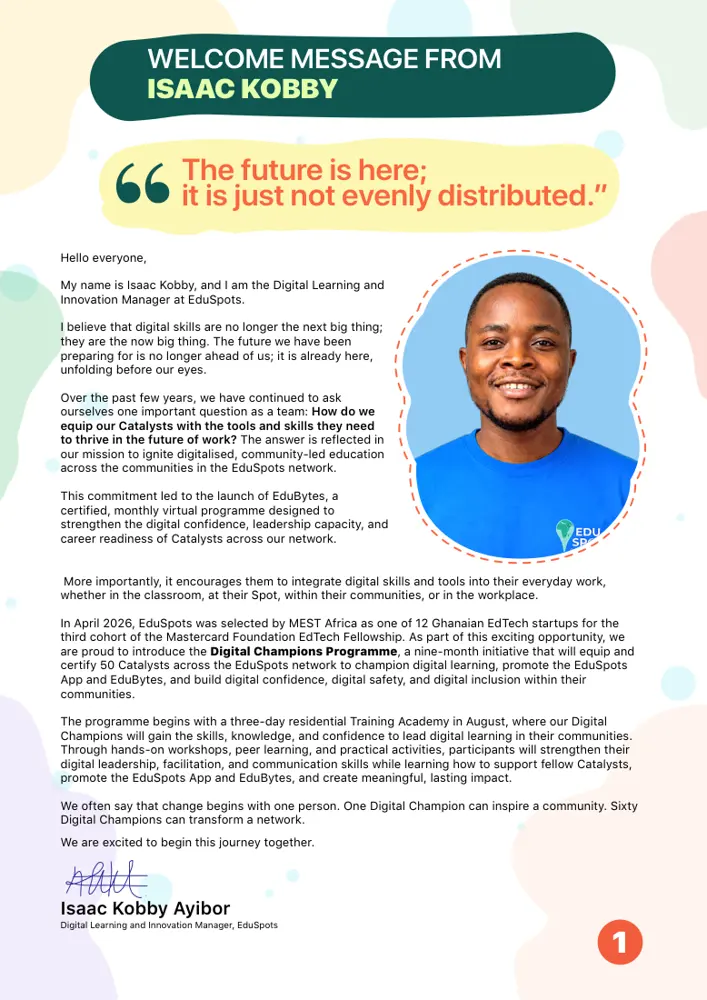 WELCOME MESSAGE FROM
ISAAC KOBBY
“ The future is here;
it is just not evenly distributed.”
Hello everyone,
My name is Isaac Kobby, and I am the Digital Learning and
Innovation Manager at EduSpots.
I believe that digital skills are no longer the next big thing;
they are the now big thing. The future we have been
preparing for is no longer ahead of us; it is already here,
unfolding before our eyes.
Over the past few years, we have continued to ask
ourselves one important question as a team: How do we
equip our Catalysts with the tools and skills they need
to thrive in the future of work? The answer is reflected in
our mission to ignite digitalised, community-led education
across the communities in the EduSpots network.
This commitment led to the launch of EduBytes, a
certified, monthly virtual programme designed to
strengthen the digital confidence, leadership capacity, and
career readiness of Catalysts across our network.
EDU
SPO
More importantly, it encourages them to integrate digital skills and tools into their everyday work,
whether in the classroom, at their Spot, within their communities, or in the workplace.
In April 2026, EduSpots was selected by MEST Africa as one of 12 Ghanaian EdTech startups for the
third cohort of the Mastercard Foundation EdTech Fellowship. As part of this exciting opportunity, we
are proud to introduce the Digital Champions Programme, a nine-month initiative that will equip and
certify 50 Catalysts across the EduSpots network to champion digital learning, promote the EduSpots
App and EduBytes, and build digital confidence, digital safety, and digital inclusion within their
communities.
The programme begins with a three-day residential Training Academy in August, where our Digital
Champions will gain the skills, knowledge, and confidence to lead digital learning in their communities.
Through hands-on workshops, peer learning, and practical activities, participants will strengthen their
digital leadership, facilitation, and communication skills while learning how to support fellow Catalysts,
promote the EduSpots App and EduBytes, and create meaningful, lasting impact.
We often say that change begins with one person. One Digital Champion can inspire a community. Sixty
Digital Champions can transform a network.
We are excited to begin this journey together.
Isaac Kobby Ayibor
Digital Learning and Innovation Manager, EduSpots
1